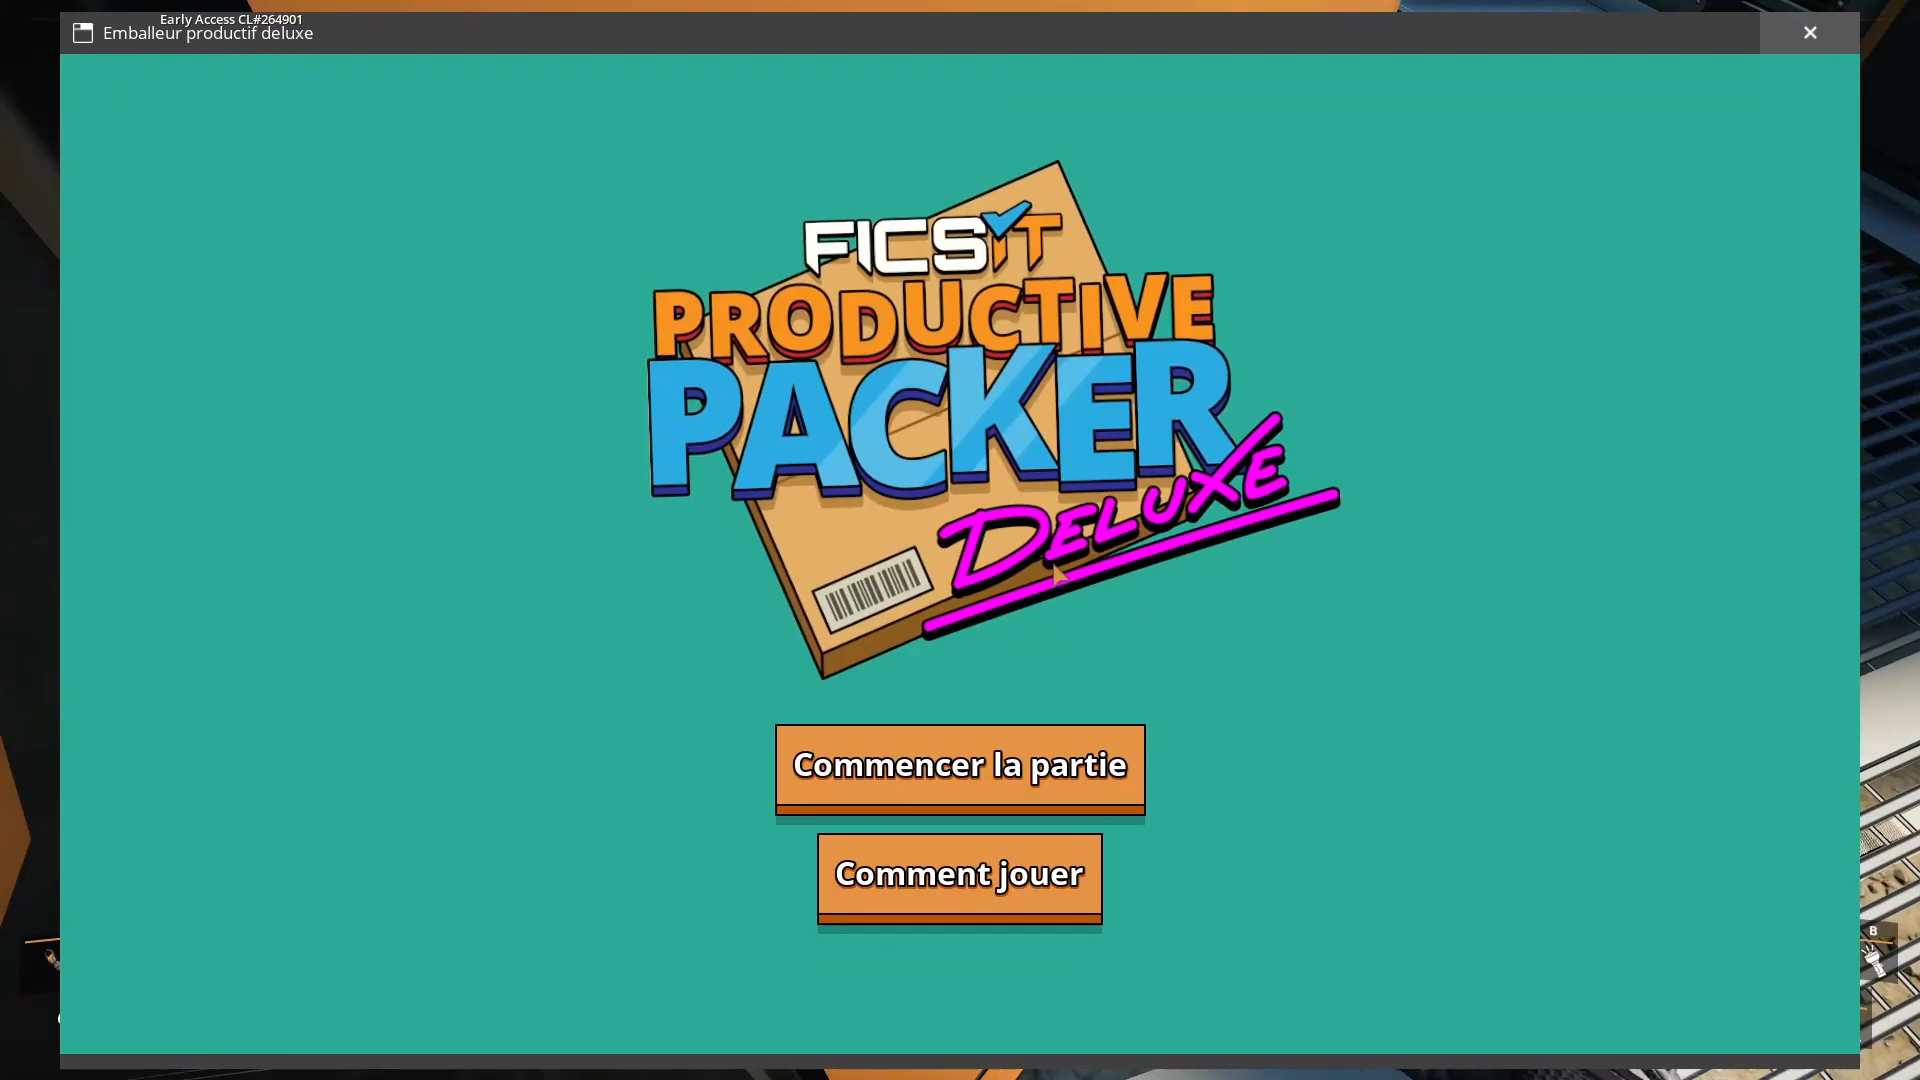 Early Access CL#264901
Emballeur productif deluxe
FICSIT
PRODUCTIVE
PACKER
DELUXE
Commencer la partie
Comment jouer
B